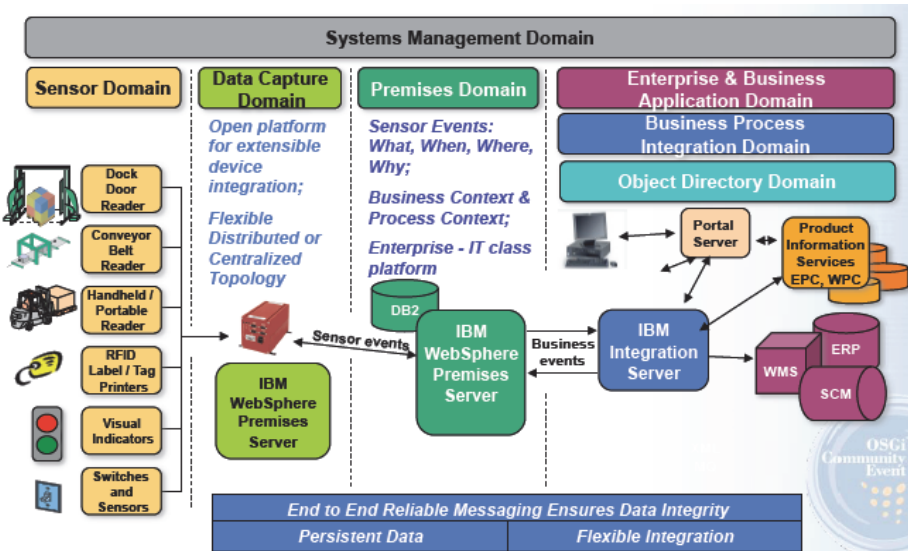 Systems Management Domain
Sensor Domain
Data Capture
Domain
Premises Domain
Enterprise & Business
Application Domain
Business Process
Integration Domain
Object Directory Domain
Open platform
for extensible
device
integration;
Flexible
Distributed or
Centralized
Topology
Sensor Events:
What, When, Where,
Why;
Business Context &
Process Context;
Enterprise - IT class
platform
Dock
Door
Reader
Conveyor
Belt
Reader
Handheld /
Portable
Reader
RFID
Label / Tag
Printers
Visual
Indicators
Switches
and
Sensors
Sensor events
IBM
WebSphere
Premises
Server
DB2
IBM
WebSphere
Premises
Server
Business
events
IBM
Integration
Server
Portal
Server
Product
Information
Services
EPC, WPC
WMS
ERP
SCM
OSGi
Community
Event
End to End Reliable Messaging Ensures Data Integrity
Persistent Data
Flexible Integration